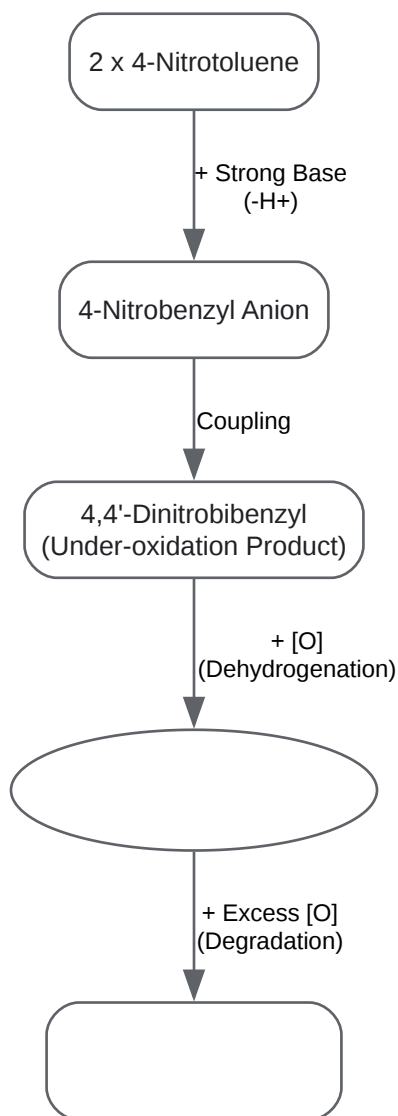 2 x 4-Nitrotoluene
+ Strong Base
(-H+)
4-Nitrobenzyl Anion
Coupling
4,4'-Dinitrobibenzyl
(Under-oxidation Product)
+ [O]
(Dehydrogenation)
+ Excess [O]
(Degradation)